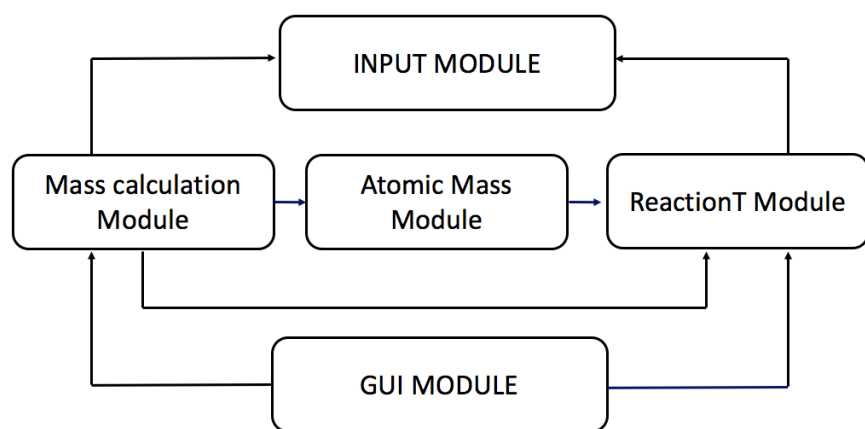 INPUT MODULE
Mass calculation
Module
Atomic Mass
Module
ReactionT Module
GUI MODULE